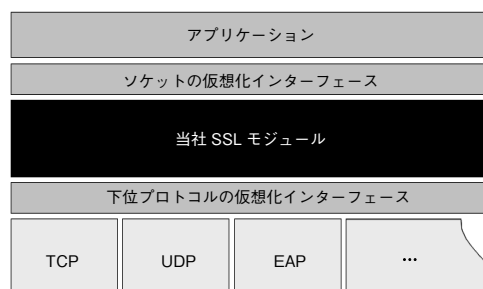 アプリケーション
ソケットの仮想化インターフェース
当社 SSL モジュール
下位プロトコルの仮想化インターフェース
TCP UDP EAP …